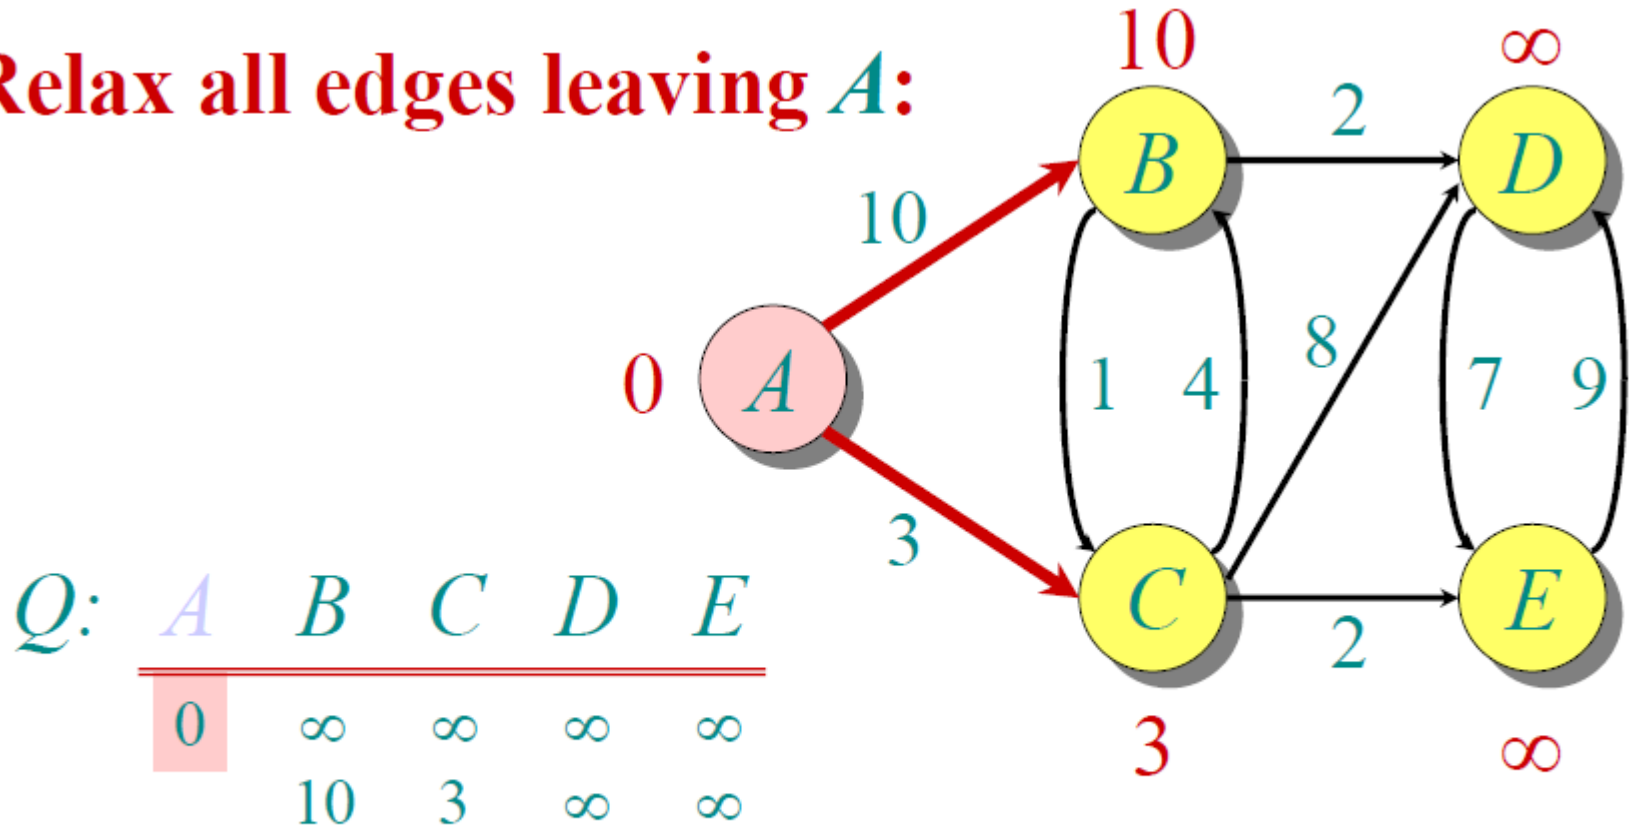 Relax all edges leaving A:
10
∞
B
2
D
10
0
A
1
4
8
7
9
3
C
2
E
3
∞
Q: A B C D E
0 ∞ ∞ ∞ ∞
10 3 ∞ ∞